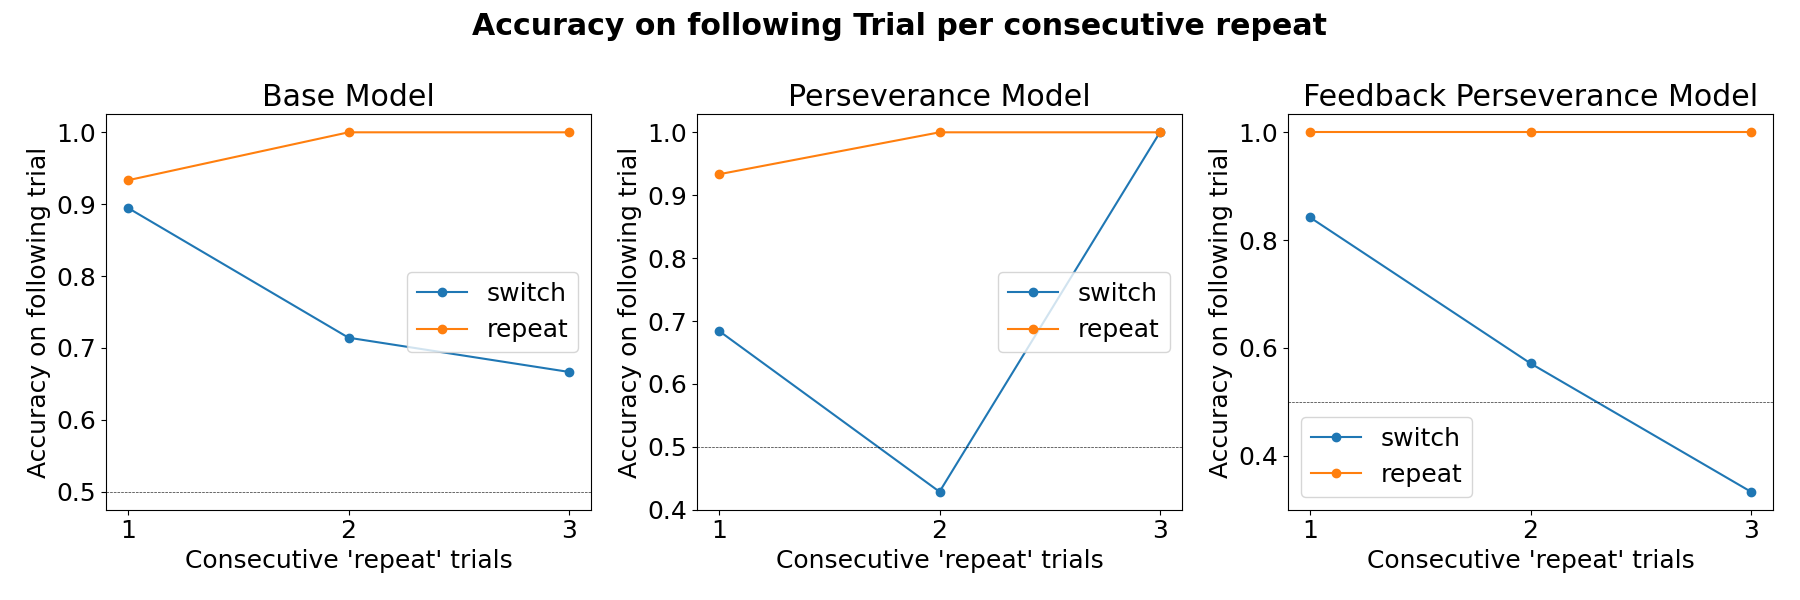 Accuracy on following Trial per consecutive repeat
Base Model
Accuracy on following trial
1.0
0.9
0.8
0.7
0.6
0.5
switch
repeat
1 2 3
Consecutive 'repeat' trials
Perseverance Model
Accuracy on following trial
1.0
0.9
0.8
0.7
0.6
0.5
0.4
switch
repeat
1 2 3
Consecutive 'repeat' trials
Feedback Perseverance Model
Accuracy on following trial
1.0
0.8
0.6
0.4
switch
repeat
1 2 3
Consecutive 'repeat' trials